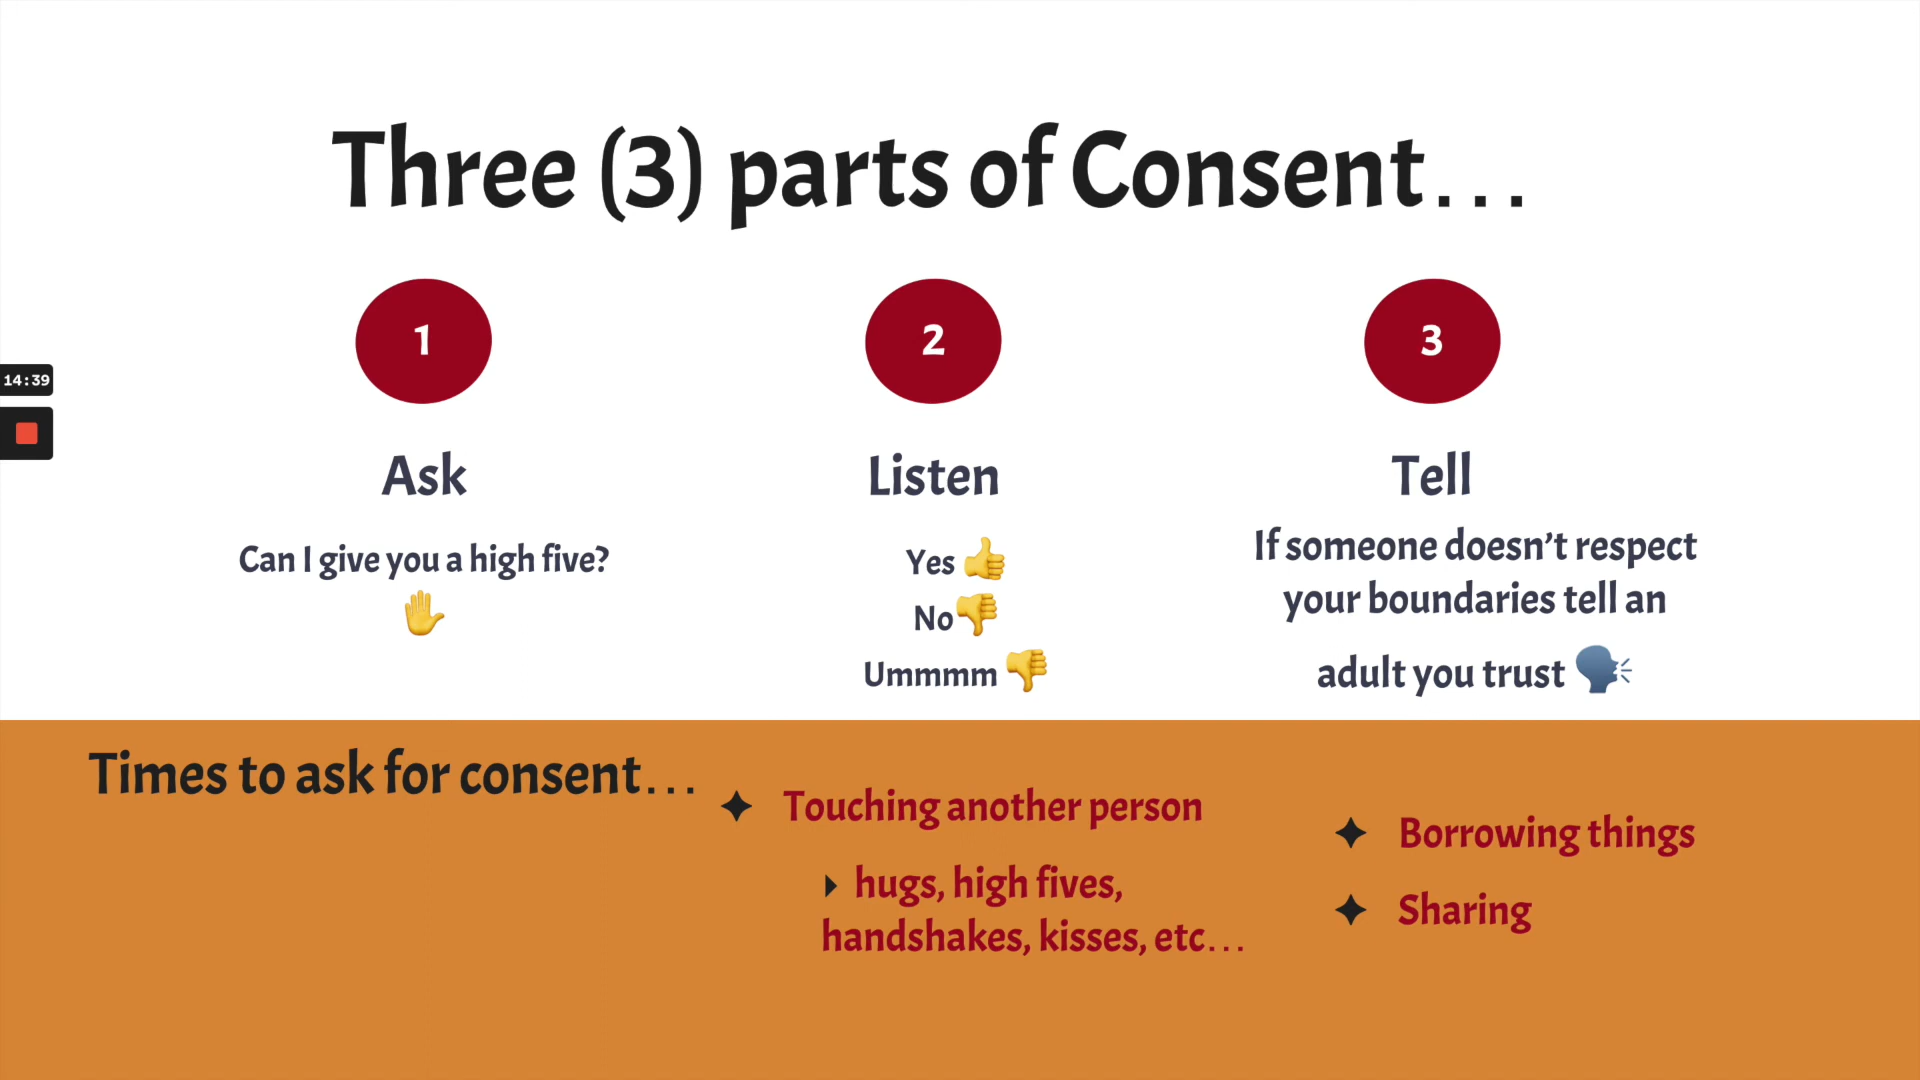 Three (3) parts of Consent...
14:39
1
2
3
Ask
Listen
Tell
Can I give you a high five?
✋
Yes 👍
No👎
Ummmm 👎
If someone doesn't respect
your boundaries tell an
adult you trust 🗣️
Times to ask for consent...
Touching another person
hugs, high fives,
handshakes, kisses, etc...
Borrowing things
Sharing